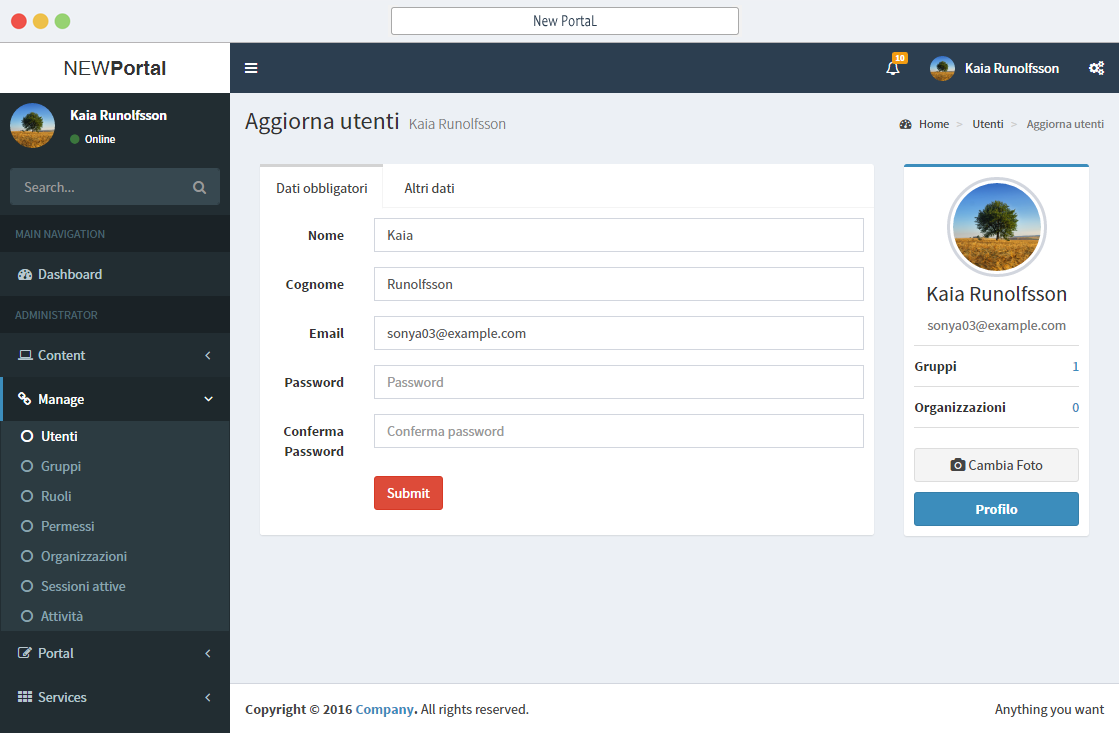 New PortaL
NEWPortal
10
Kaia Runolfsson
Kaia Runolfsson
Online
Search...
MAIN NAVIGATION
Dashboard
ADMINISTRATOR
Content
Manage
Utenti
Gruppi
Ruoli
Permessi
Organizzazioni
Sessioni attive
Attività
Portal
Services
Aggiorna utenti Kaia Runolfsson
Home > Utenti > Aggiorna utenti
Dati obbligatori Altri dati
Nome Kaia
Cognome Runolfsson
Email sonya03@example.com
Password Password
Conferma Password Conferma password
Submit
Kaia Runolfsson
sonya03@example.com
Gruppi 1
Organizzazioni 0
Cambia Foto
Profilo
Copyright © 2016 Company. All rights reserved.
Anything you want